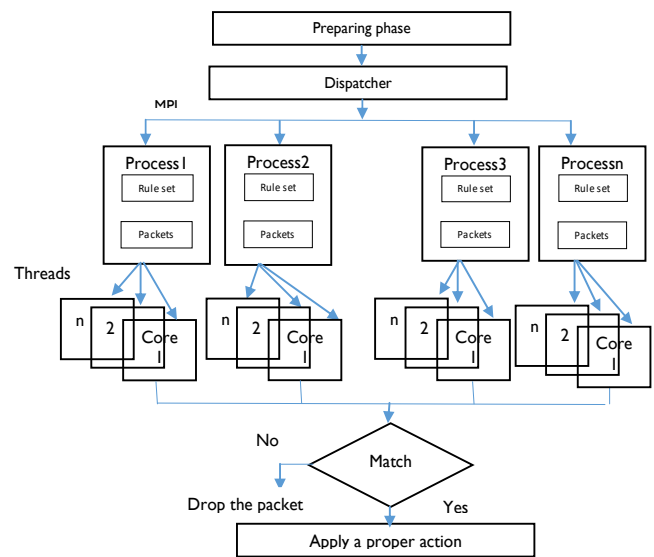 Preparing phase
Dispatcher
MPI
Process1
Process2
Process3
Processn
Rule set
Rule set
Rule set
Rule set
Packets
Packets
Packets
Packets
Threads
n
2
Core
1
n
2
Core
1
n
2
Core
1
n
2
Core
1
No
Match
Drop the packet
Yes
Apply a proper action